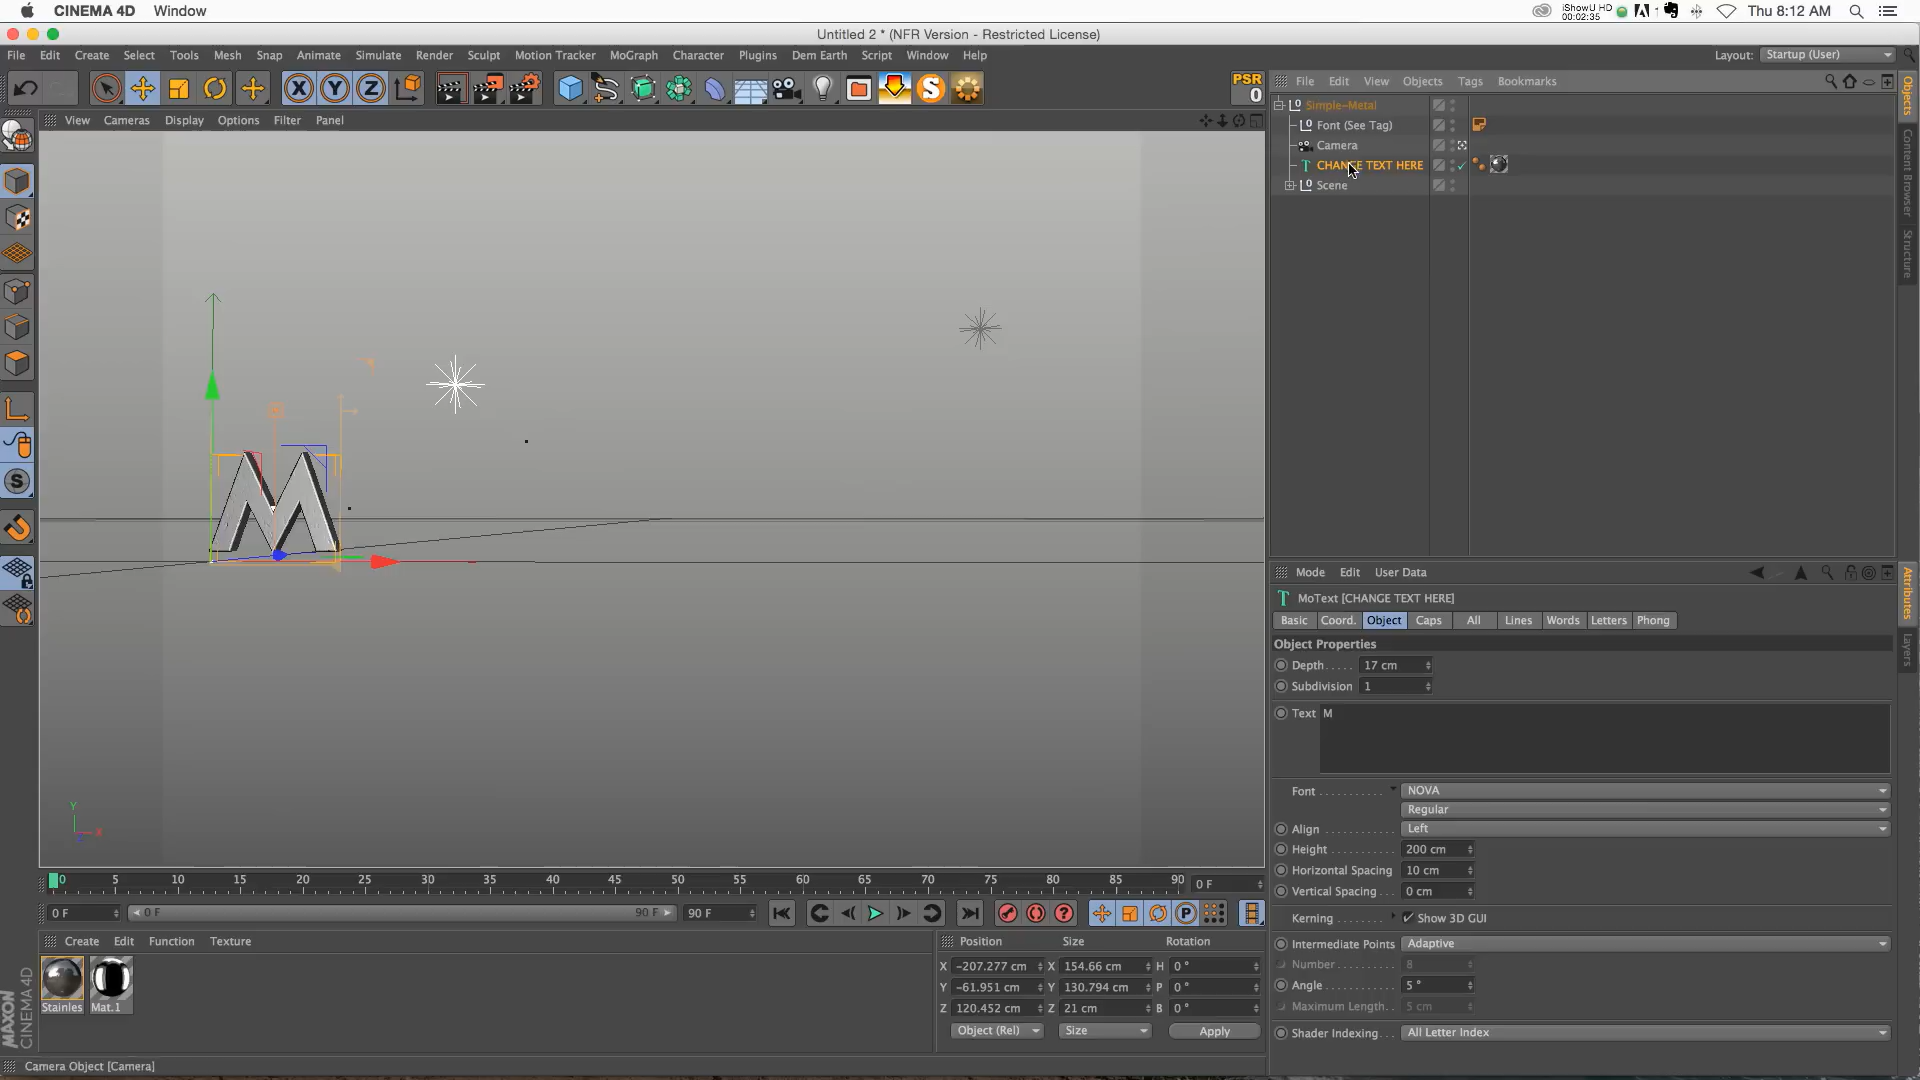 CINEMA 4D Window
iShowU HD
00:02:35
Thu 8:12 AM
Untitled 2 * (NFR Version - Restricted License)
File Edit Create Select Tools Mesh Snap Animate Simulate Render Sculpt Motion Tracker MoGraph Character Plugins Dem Earth Script Window Help
Layout: Startup (User)
X Y Z
PSR
0
File Edit View Objects Tags Bookmarks
View Cameras Display Options Filter Panel
Simple-Metal
Font (See Tag)
Camera
CHANGE TEXT HERE
Scene
Objects
Content Browser
Structure
M
Y
X
Mode Edit User Data
MoText [CHANGE TEXT HERE]
Basic Coord. Object Caps All Lines Words Letters Phong
Object Properties
Depth 17 cm
Subdivision 1
Text M
Font NOVA
Regular
Align Left
Height 200 cm
Horizontal Spacing 10 cm
Vertical Spacing 0 cm
Kerning Show 3D GUI
Intermediate Points Adaptive
Number 8
Angle 5 °
Maximum Length 5 cm
Shader Indexing All Letter Index
Attributes
Layers
0 5 10 15 20 25 30 35 40 45 50 55 60 65 70 75 80 85 90 0 F
0 F 0 F 90 F 90 F
Create Edit Function Texture
Stainles Mat.1
Position Size Rotation
X -207.277 cm X 154.66 cm H 0 °
Y -61.951 cm Y 130.794 cm P 0 °
Z 120.452 cm Z 21 cm B 0 °
Object (Rel) Size Apply
MAXON
CINEMA 4D
Camera Object [Camera]